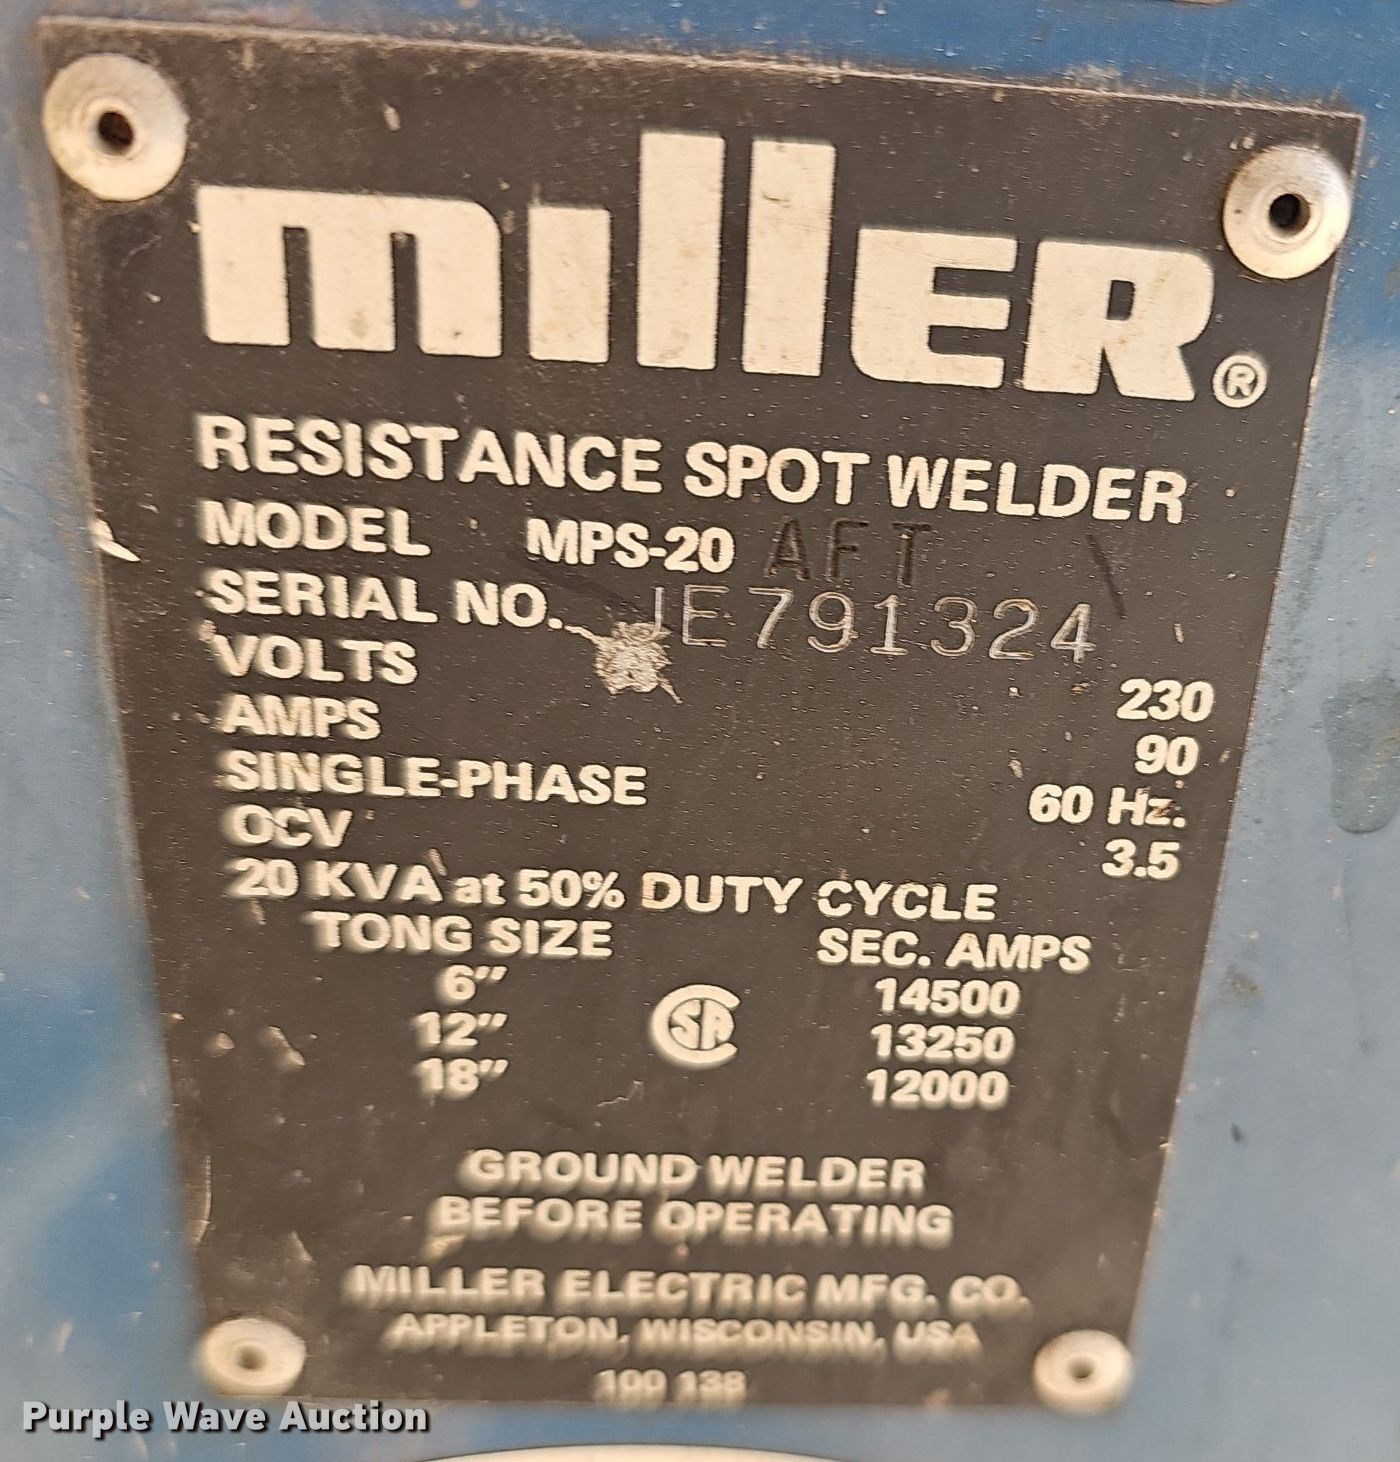 miller®
RESISTANCE SPOT WELDER
MODEL MPS-20 AFT
SERIAL NO. JE791324
VOLTS 230
AMPS 90
SINGLE-PHASE 60 Hz.
OCV 3.5
20 KVA at 50% DUTY CYCLE
TONG SIZE SEC. AMPS
6" 14500
12" 13250
18" 12000
SA
GROUND WELDER
BEFORE OPERATING
MILLER ELECTRIC MFG. CO.
APPLETON, WISCONSIN, USA
100 138
Purple Wave Auction